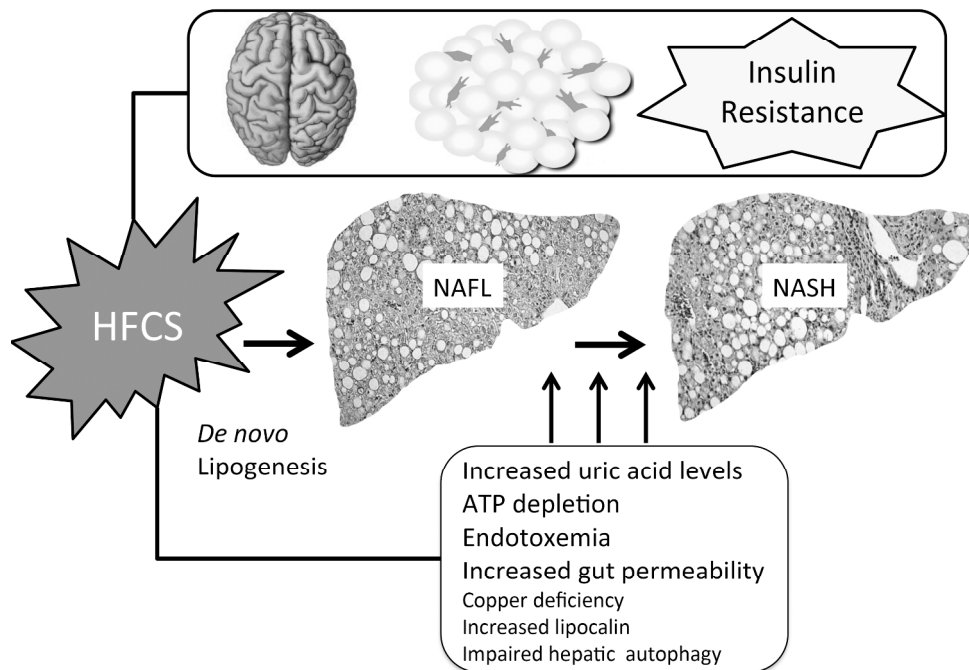 Insulin
Resistance
NAFL
NASH
HFCS
De novo
Lipogenesis
Increased uric acid levels
ATP depletion
Endotoxemia
Increased gut permeability
Copper deficiency
Increased lipocalin
Impaired hepatic autophagy